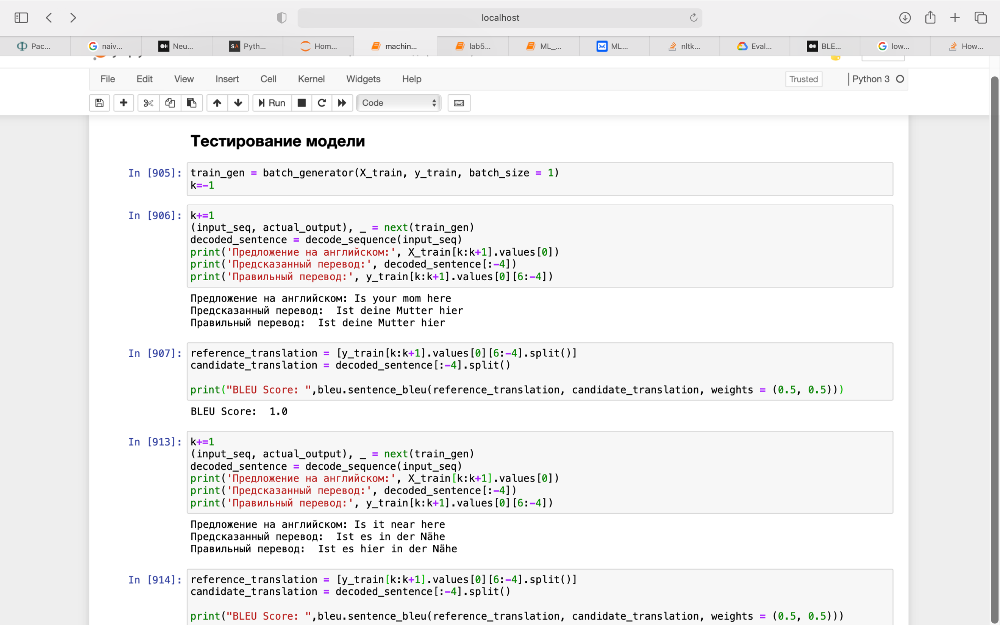 localhost
Pac...
naiv...
Neu...
SA Pyth...
Hom...
machin...
lab5...
ML_...
ML...
nltk...
Eval...
BLE...
low...
How...
File Edit View Insert Cell Kernel Widgets Help Trusted Python 3
Run Code
Тестирование модели
In [905]: train_gen = batch_generator(X_train, y_train, batch_size = 1)
k=-1
In [906]: k+=1
(input_seq, actual_output), _ = next(train_gen)
decoded_sentence = decode_sequence(input_seq)
print('Предложение на английском:', X_train[k:k+1].values[0])
print('Предсказанный перевод:', decoded_sentence[:-4])
print('Правильный перевод:', y_train[k:k+1].values[0][6:-4])
Предложение на английском: Is your mom here
Предсказанный перевод:  Ist deine Mutter hier
Правильный перевод:  Ist deine Mutter hier
In [907]: reference_translation = [y_train[k:k+1].values[0][6:-4].split()]
candidate_translation = decoded_sentence[:-4].split()
print("BLEU Score: ",bleu.sentence_bleu(reference_translation, candidate_translation, weights = (0.5, 0.5)))
BLEU Score:  1.0
In [913]: k+=1
(input_seq, actual_output), _ = next(train_gen)
decoded_sentence = decode_sequence(input_seq)
print('Предложение на английском:', X_train[k:k+1].values[0])
print('Предсказанный перевод:', decoded_sentence[:-4])
print('Правильный перевод:', y_train[k:k+1].values[0][6:-4])
Предложение на английском: Is it near here
Предсказанный перевод:  Ist es in der Nähe
Правильный перевод:  Ist es hier in der Nähe
In [914]: reference_translation = [y_train[k:k+1].values[0][6:-4].split()]
candidate_translation = decoded_sentence[:-4].split()
print("BLEU Score: ",bleu.sentence_bleu(reference_translation, candidate_translation, weights = (0.5, 0.5)))